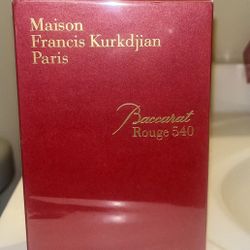 Maison
Francis Kurkdjian
Paris
Baccarat
Rouge 540